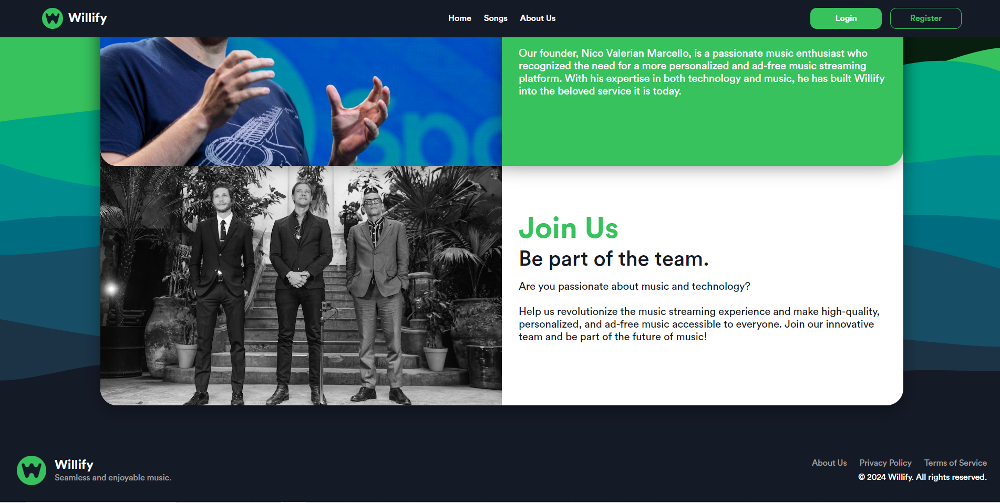 Willify
Home Songs About Us
Login Register
Our founder, Nico Valerian Marcello, is a passionate music enthusiast who
recognized the need for a more personalized and ad-free music streaming
platform. With his expertise in both technology and music, he has built Willify
into the beloved service it is today.
Spo
Join Us
Be part of the team.
Are you passionate about music and technology?
Help us revolutionize the music streaming experience and make high-quality,
personalized, and ad-free music accessible to everyone. Join our innovative
team and be part of the future of music!
Willify
Seamless and enjoyable music.
About Us Privacy Policy Terms of Service
© 2024 Willify. All rights reserved.